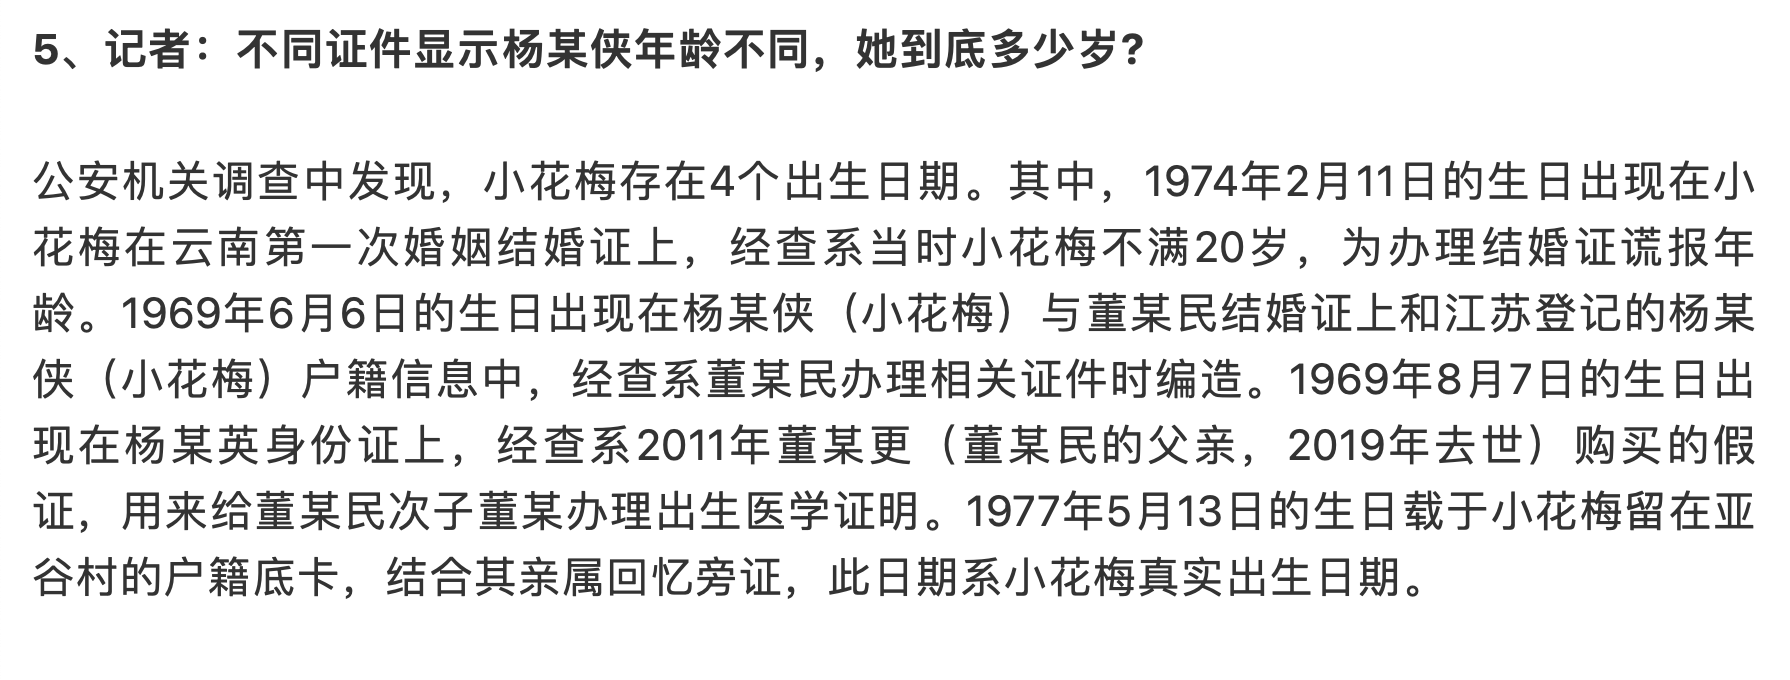 5、记者：不同证件显示杨某侠年龄不同，她到底多少岁?
公安机关调查中发现，小花梅存在4个出生日期。其中，1974年2月11日的生日出现在小
花梅在云南第一次婚姻结婚证上，经查系当时小花梅不满20岁，为办理结婚证谎报年
龄。1969年6月6日的生日出现在杨某侠（小花梅）与董某民结婚证上和江苏登记的杨某
侠（小花梅）户籍信息中，经查系董某民办理相关证件时编造。1969年8月7日的生日出
现在杨某英身份证上，经查系2011年董某更（董某民的父亲，2019年去世）购买的假
证，用来给董某民次子董某办理出生医学证明。1977年5月13日的生日载于小花梅留在亚
谷村的户籍底卡，结合其亲属回忆旁证，此日期系小花梅真实出生日期。